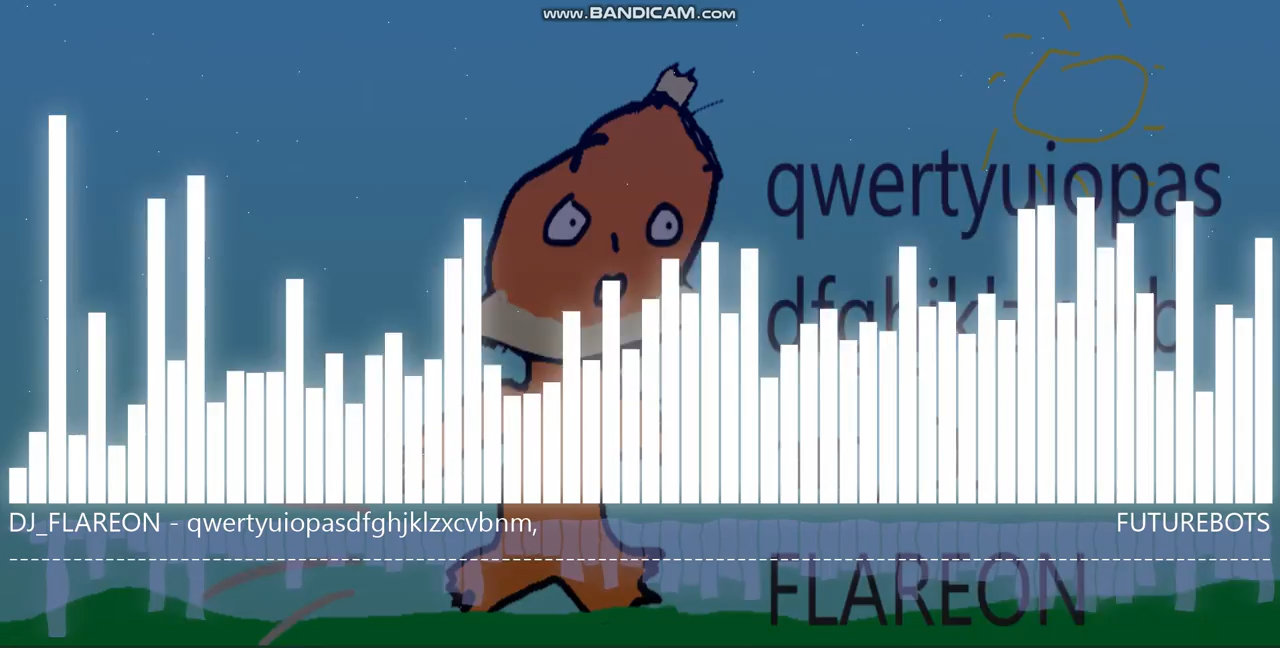 www.BANDICAM.com
qwertyuiopas
DJ_FLAREON - qwertyuiopasdfghjklzxcvbnm,
FUTUREBOTS
FLAREON